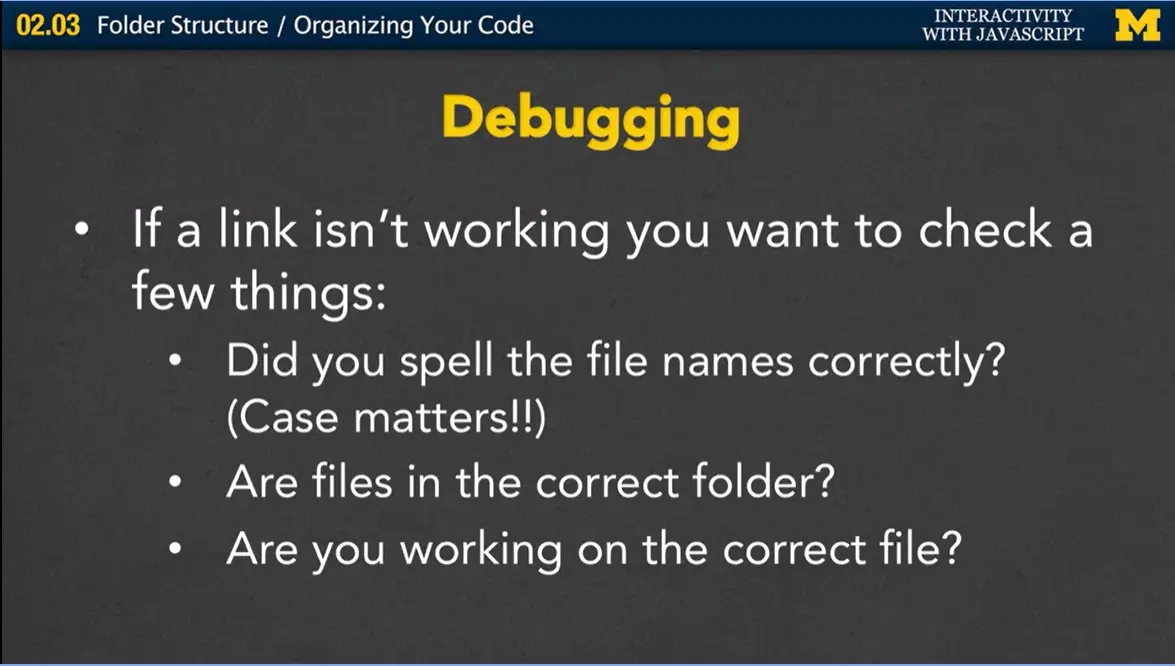 02.03 Folder Structure / Organizing Your Code
INTERACTIVITY
WITH JAVASCRIPT
M
Debugging
• If a link isn’t working you want to check a
few things:
• Did you spell the file names correctly?
(Case matters!!)
• Are files in the correct folder?
• Are you working on the correct file?